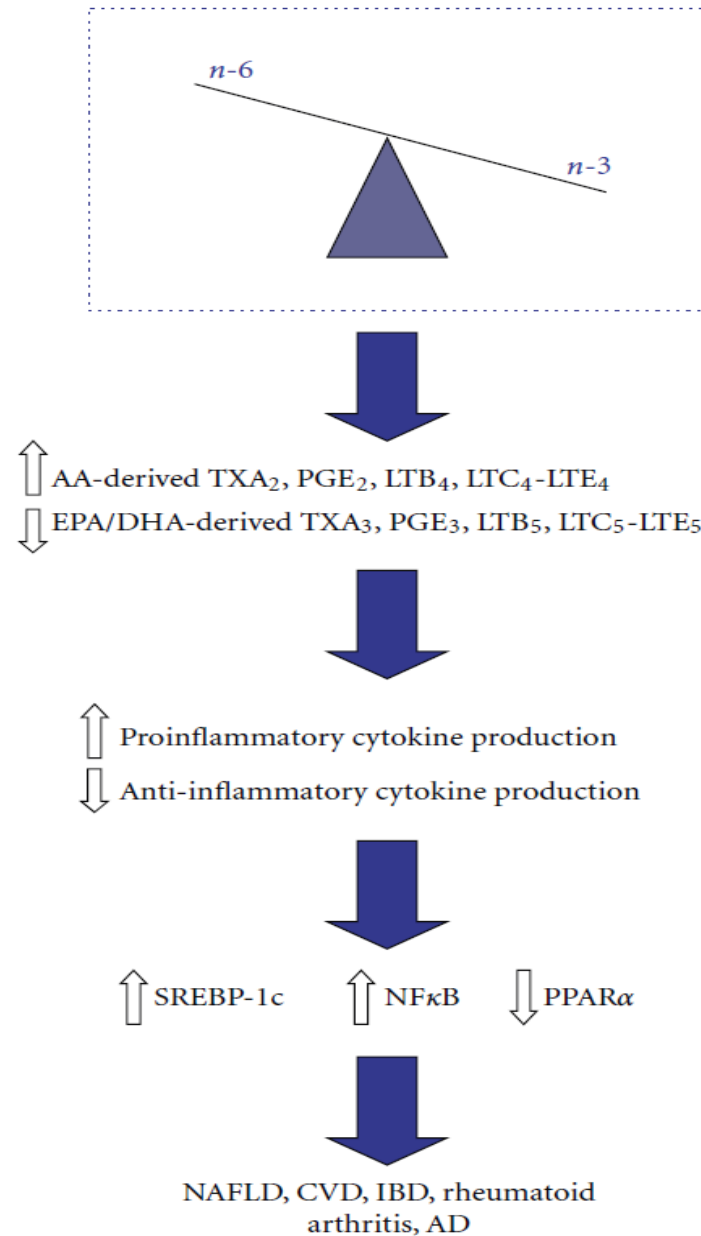 n-6
n-3
AA-derived TXA₂, PGE₂, LTB₄, LTC₄-LTE₄
EPA/DHA-derived TXA₃, PGE₃, LTB₅, LTC₅-LTE₅
Proinflammatory cytokine production
Anti-inflammatory cytokine production
SREBP-1c NFκB PPARα
NAFLD, CVD, IBD, rheumatoid
arthritis, AD